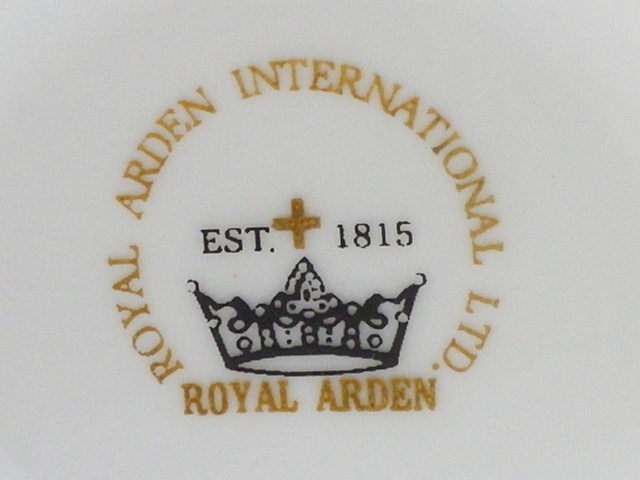 ROYAL ARDEN INTERNATIONAL LTD.
EST. 1815
ROYAL ARDEN